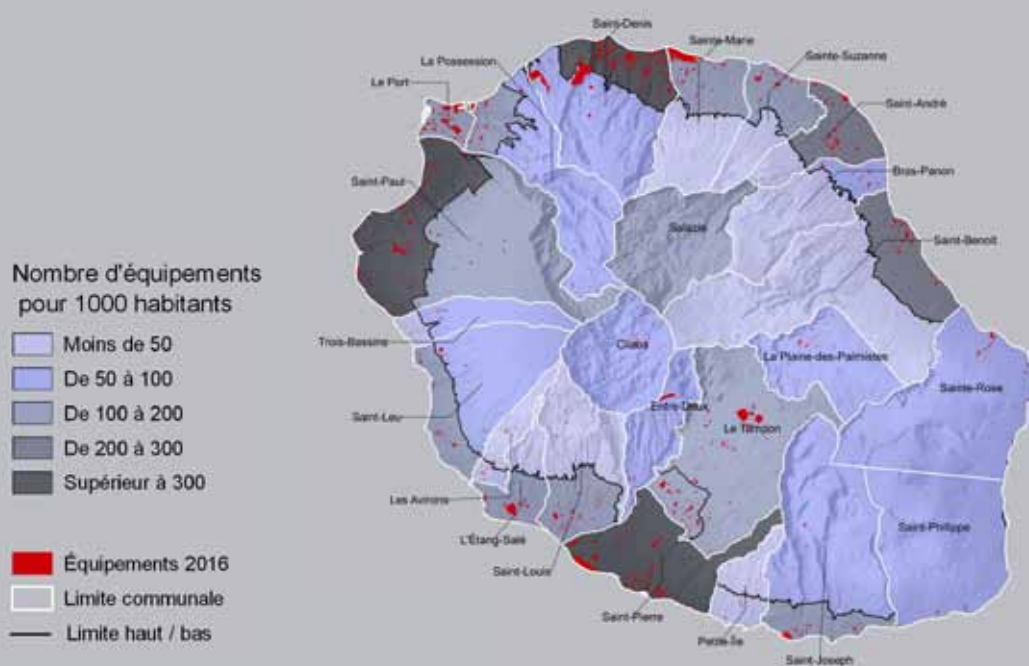 Saint-Denis
Sainte-Marie
La Possession
Sainte-Suzanne
Le Port
Saint-André
Bras-Panon
Saint-Paul
Salazie
Saint-Benoit
Nombre d'équipements
pour 1000 habitants
Moins de 50
De 50 à 100
De 100 à 200
De 200 à 300
Supérieur à 300
Trois-Bassins
Cilaos
La Plaine-des-Palmistes
Sainte-Rose
Saint-Leu
Entre-Deux
Le Tampon
Les Avirons
Saint-Philippe
L'Étang-Salé
Saint-Louis
Saint-Pierre
Petite-Île
Saint-Joseph
Équipements 2016
Limite communale
Limite haut / bas